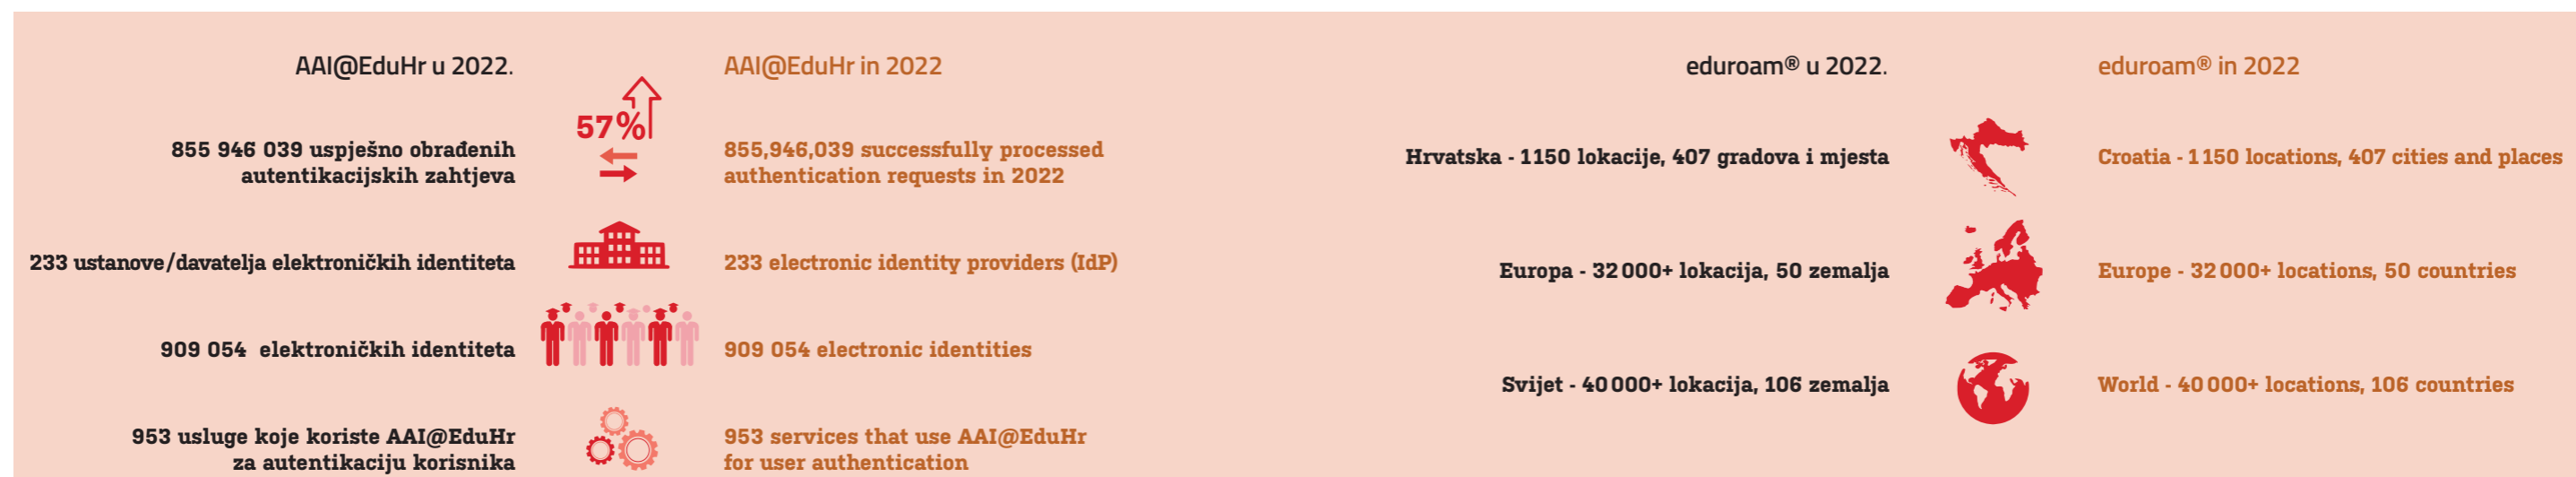 AAI@EduHr u 2022.
AAI@EduHr in 2022
57%
855 946 039 uspješno obrađenih
autentikacijskih zahtjeva
855,946,039 successfully processed
authentication requests in 2022
233 ustanove/davatelja elektroničkih identiteta
233 electronic identity providers (IdP)
909 054 elektroničkih identiteta
909 054 electronic identities
953 usluge koje koriste AAI@EduHr
za autentikaciju korisnika
953 services that use AAI@EduHr
for user authentication
eduroam® u 2022.
eduroam® in 2022
Hrvatska - 1150 lokacije, 407 gradova i mjesta
Croatia - 1150 locations, 407 cities and places
Europa - 32 000+ lokacija, 50 zemalja
Europe - 32 000+ locations, 50 countries
Svijet - 40 000+ lokacija, 106 zemalja
World - 40 000+ locations, 106 countries